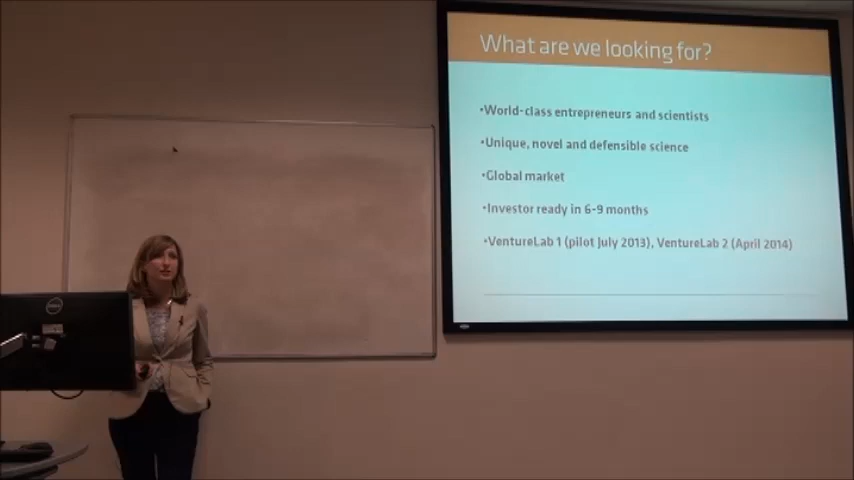 What are we looking for?
•World-class entrepreneurs and scientists
•Unique, novel and defensible science
•Global market
•Investor ready in 6-9 months
•VentureLab 1 (pilot July 2013), VentureLab 2 (April 2014)
DELL